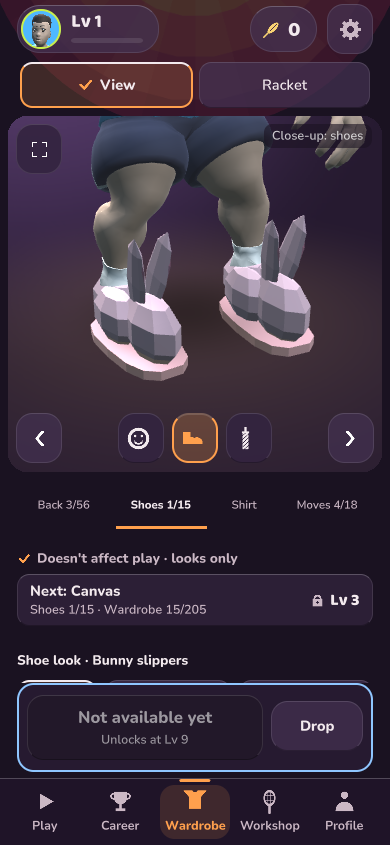 Lv 1
0
View
Racket
Close-up: shoes
Back 3/56
Shoes 1/15
Shirt
Moves 4/18
Doesn't affect play · looks only
Next: Canvas
Shoes 1/15 · Wardrobe 15/205
Lv 3
Shoe look · Bunny slippers
Not available yet
Unlocks at Lv 9
Drop
Play
Career
Wardrobe
Workshop
Profile